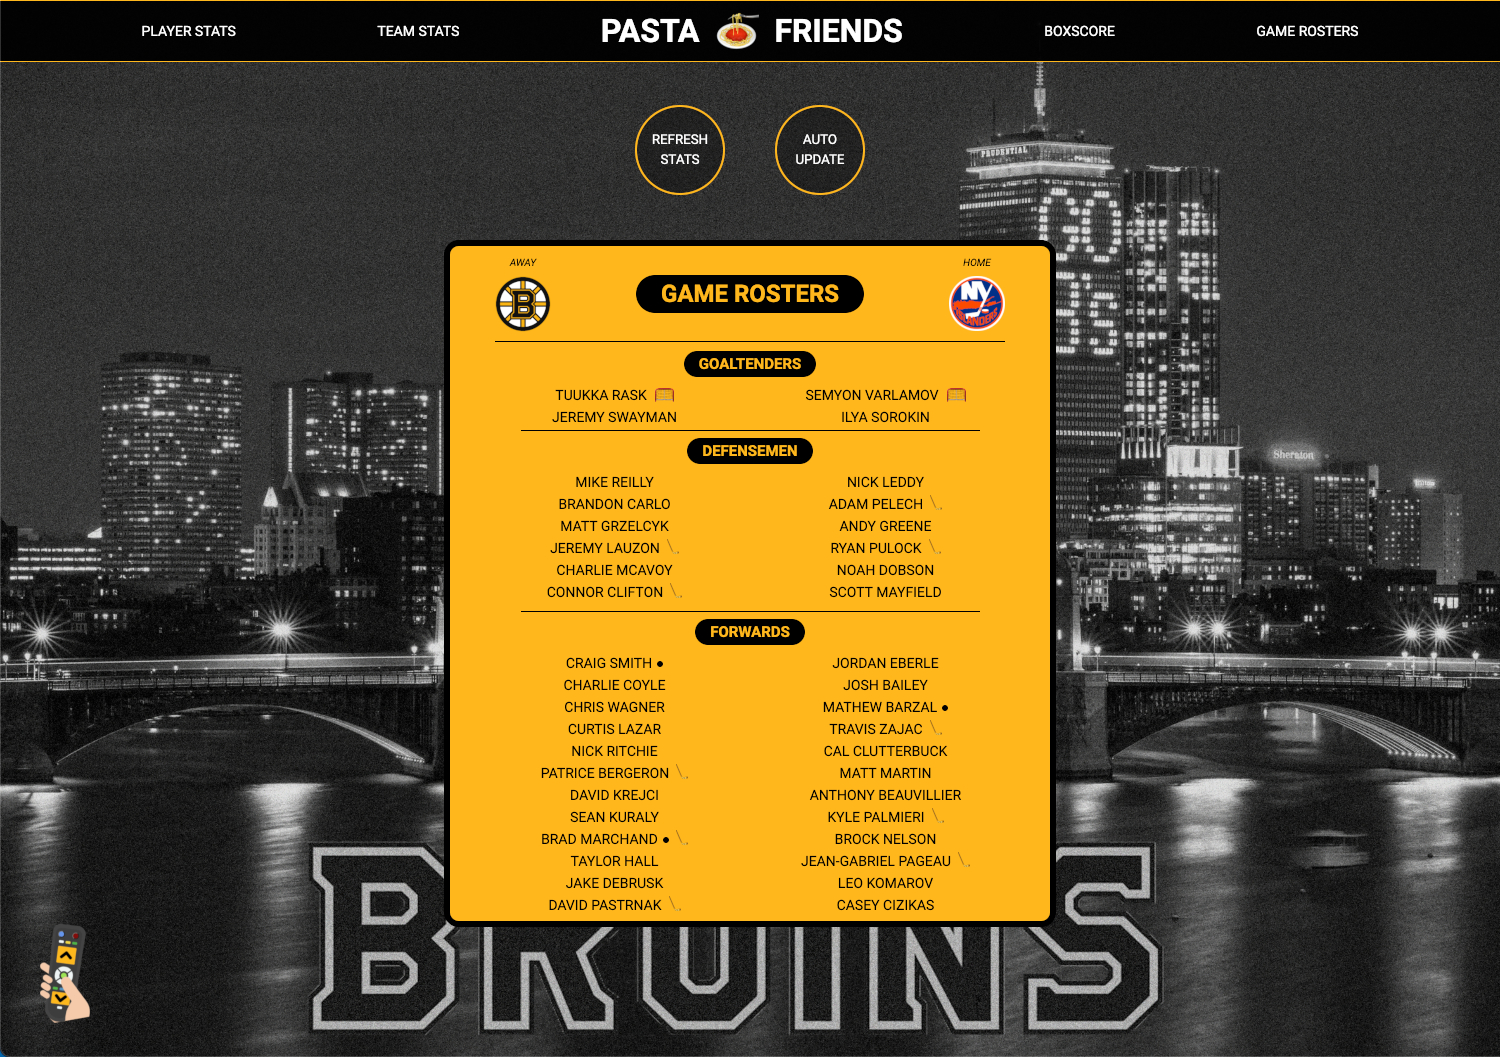 PLAYER STATS
TEAM STATS
PASTA FRIENDS
BOXSCORE
GAME ROSTERS
REFRESH
STATS
AUTO
UPDATE
PRUDENTIAL
GO
B'S
Sheraton
AWAY
HOME
B
NY
ISLANDERS
GAME ROSTERS
GOALTENDERS
TUUKKA RASK
SEMYON VARLAMOV
JEREMY SWAYMAN
ILYA SOROKIN
DEFENSEMEN
MIKE REILLY
NICK LEDDY
BRANDON CARLO
ADAM PELECH
MATT GRZELCYK
ANDY GREENE
JEREMY LAUZON
RYAN PULOCK
CHARLIE MCAVOY
NOAH DOBSON
CONNOR CLIFTON
SCOTT MAYFIELD
FORWARDS
CRAIG SMITH ●
JORDAN EBERLE
CHARLIE COYLE
JOSH BAILEY
CHRIS WAGNER
MATHEW BARZAL ●
CURTIS LAZAR
TRAVIS ZAJAC
NICK RITCHIE
CAL CLUTTERBUCK
PATRICE BERGERON
MATT MARTIN
DAVID KREJCI
ANTHONY BEAUVILLIER
SEAN KURALY
KYLE PALMIERI
BRAD MARCHAND ●
BROCK NELSON
TAYLOR HALL
JEAN-GABRIEL PAGEAU
JAKE DEBRUSK
LEO KOMAROV
DAVID PASTRNAK
CASEY CIZIKAS
BRUINS